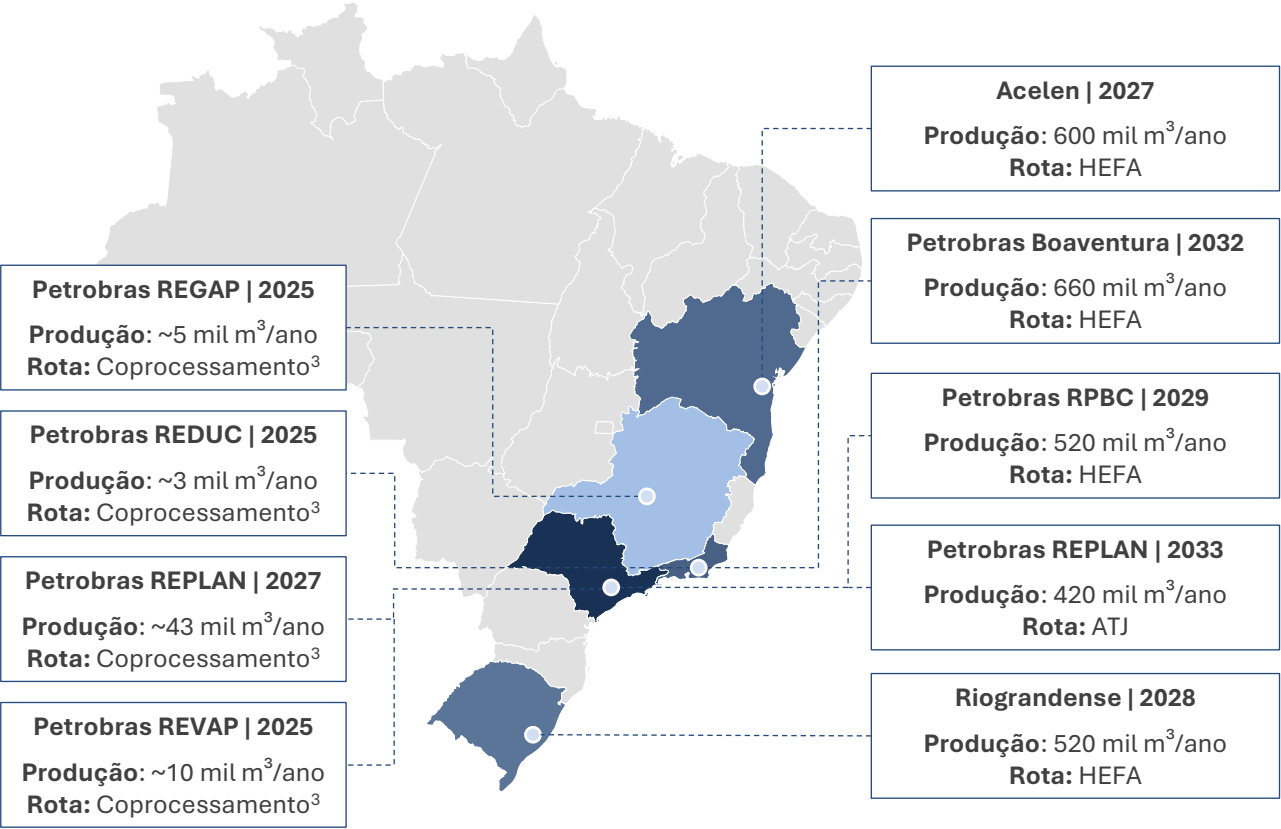 Petrobras REGAP | 2025
Produção: ~5 mil m³/ano
Rota: Coprocessamento³
Petrobras REDUC | 2025
Produção: ~3 mil m³/ano
Rota: Coprocessamento³
Petrobras REPLAN | 2027
Produção: ~43 mil m³/ano
Rota: Coprocessamento³
Petrobras REVAP | 2025
Produção: ~10 mil m³/ano
Rota: Coprocessamento³
Acelen | 2027
Produção: 600 mil m³/ano
Rota: HEFA
Petrobras Boaventura | 2032
Produção: 660 mil m³/ano
Rota: HEFA
Petrobras RPBC | 2029
Produção: 520 mil m³/ano
Rota: HEFA
Petrobras REPLAN | 2033
Produção: 420 mil m³/ano
Rota: ATJ
Riograndense | 2028
Produção: 520 mil m³/ano
Rota: HEFA